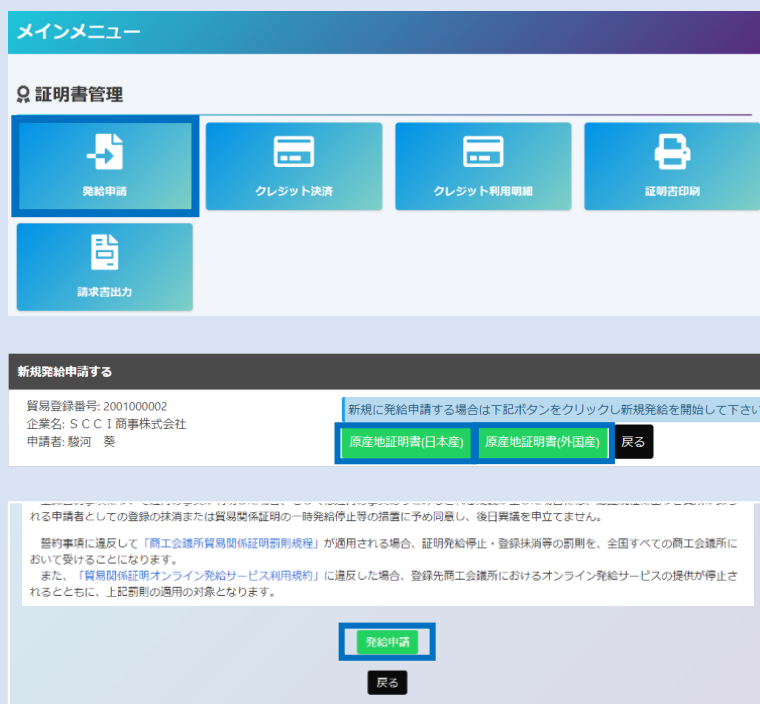 メインメニュー
証明書管理
発給申請
クレジット決済
クレジット利用明細
証明書印刷
請求書出力
新規発給申請する
貿易登録番号: 2001000002
企業名: ＳＣＣＩ商事株式会社
申請者: 駿河　葵
新規に発給申請する場合は下記ボタンをクリックし新規発給を開始して下さい
原産地証明書(日本産) 原産地証明書(外国産) 戻る
れる申請者としての登録の抹消または貿易関係証明の一時発給停止等の措置に予め同意し、後日異議を申立てません。
誓約事項に違反して「商工会議所貿易関係証明罰則規程」が適用される場合、証明発給停止・登録抹消等の罰則を、全国すべての商工会議所に
おいて受けることになります。
また、「貿易関係証明オンライン発給サービス利用規約」に違反した場合、登録先商工会議所におけるオンライン発給サービスの提供が停止さ
れるとともに、上記罰則の適用の対象となります。
発給申請
戻る